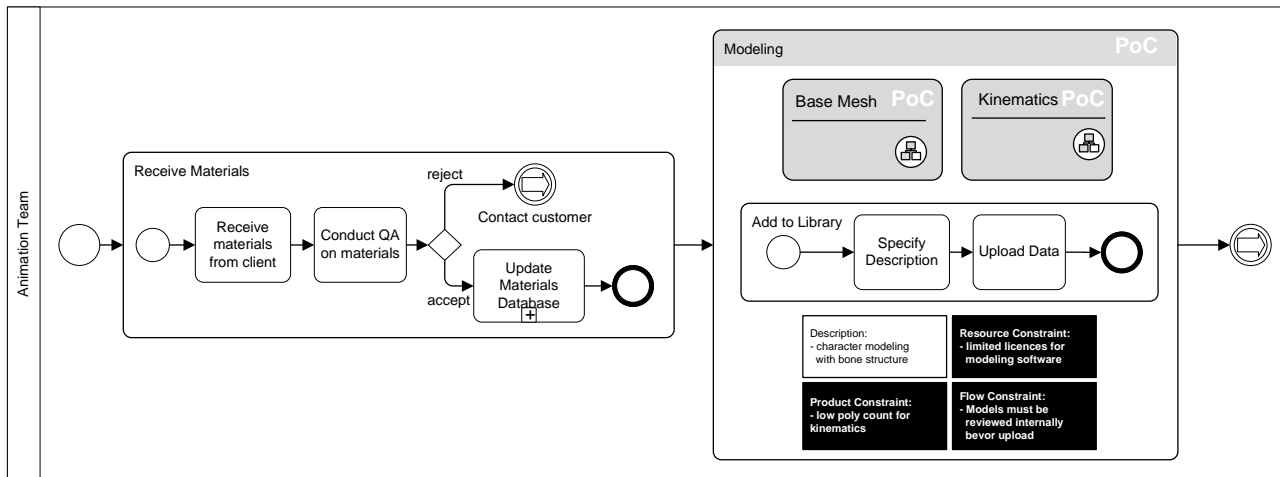 Animation Team
Receive Materials
Receive
materials
from client
Conduct QA
on materials
reject
Contact customer
accept
Update
Materials
Database
Modeling
PoC
Base Mesh
PoC
Kinematics
PoC
Add to Library
Specify
Description
Upload Data
Description:
- character modeling
with bone structure
Resource Constraint:
- limited licences for
modeling software
Product Constraint:
- low poly count for
kinematics
Flow Constraint:
- Models must be
reviewed internally
bevor upload